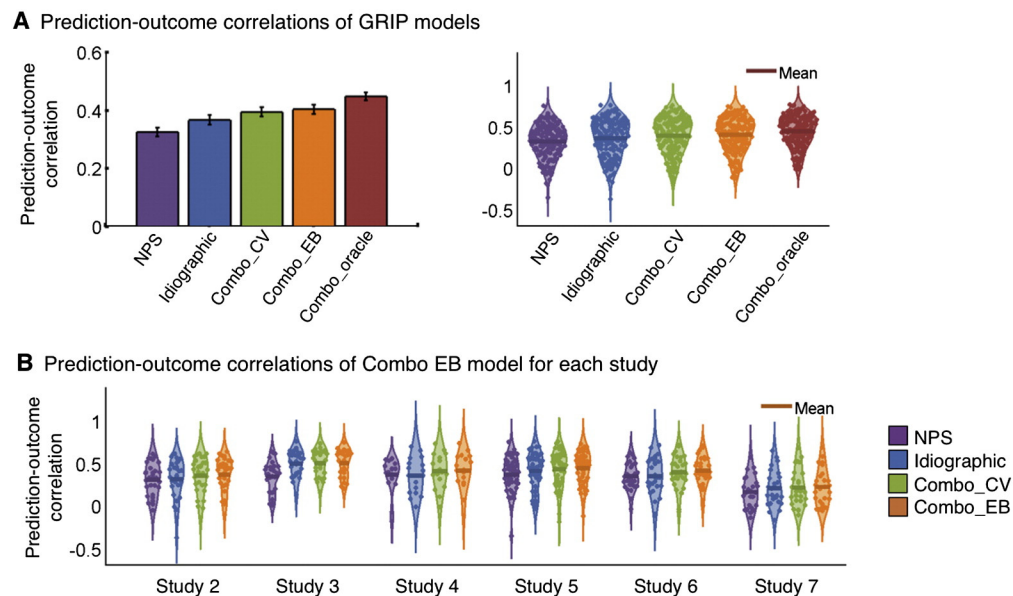 A Prediction-outcome correlations of GRIP models
Prediction-outcome
correlation
0.6
0.4
0.2
0
NPS
Idiographic
Combo_CV
Combo_EB
Combo_oracle
1
0.5
0
-0.5
Mean
NPS
Idiographic
Combo_CV
Combo_EB
Combo_oracle
B Prediction-outcome correlations of Combo EB model for each study
Prediction-outcome
correlation
1
0.5
0
-0.5
Mean
Study 2
Study 3
Study 4
Study 5
Study 6
Study 7
NPS
Idiographic
Combo_CV
Combo_EB